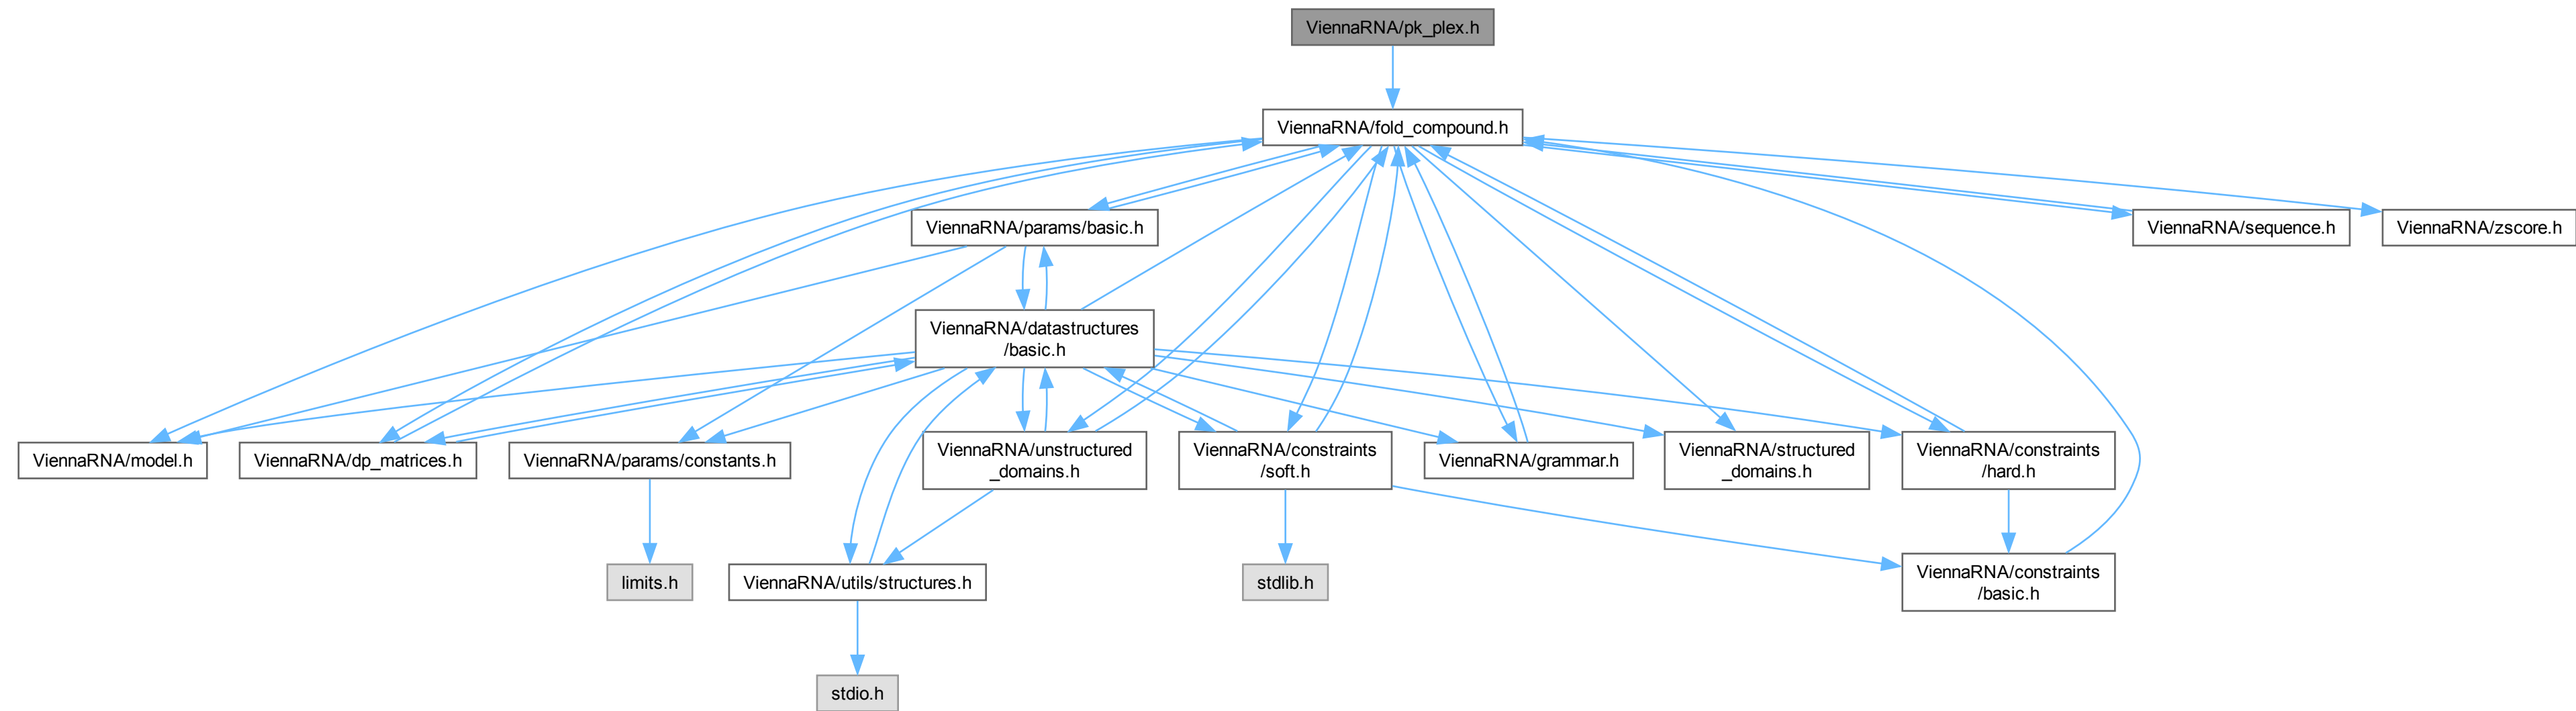 ViennaRNA/pk_plex.h
ViennaRNA/fold_compound.h
ViennaRNA/params/basic.h
ViennaRNA/sequence.h
ViennaRNA/zscore.h
ViennaRNA/datastructures
/basic.h
ViennaRNA/model.h
ViennaRNA/dp_matrices.h
ViennaRNA/params/constants.h
ViennaRNA/unstructured
_domains.h
ViennaRNA/constraints
/soft.h
ViennaRNA/grammar.h
ViennaRNA/structured
_domains.h
ViennaRNA/constraints
/hard.h
limits.h
ViennaRNA/utils/structures.h
stdlib.h
ViennaRNA/constraints
/basic.h
stdio.h